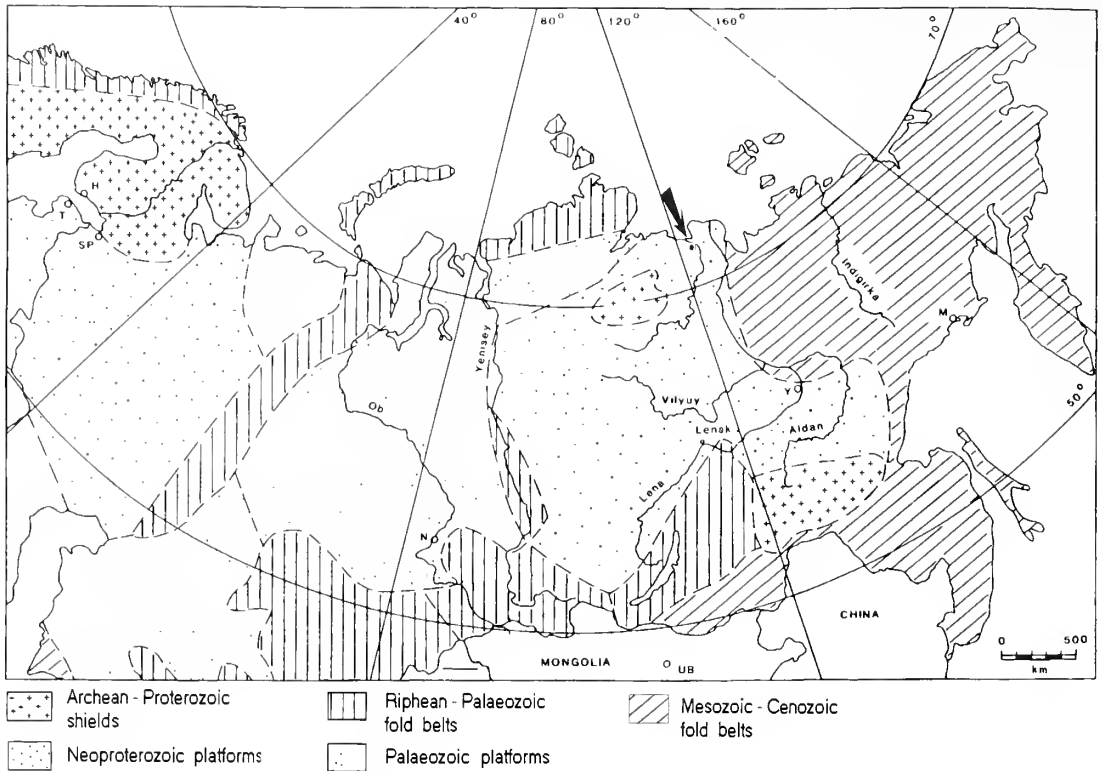 40° 80° 120° 160° 70°
H
T
SP
Indigirka
M
Yenisey
50°
Ob
Vilyuy
Y
Lensk
Aldan
Lena
N
CHINA
0 500
km
MONGOLIA
UB
Archean - Proterozoic shields
Riphean - Palaeozoic fold belts
Mesozoic - Cenozoic fold belts
Neoproterozoic platforms
Palaeozoic platforms